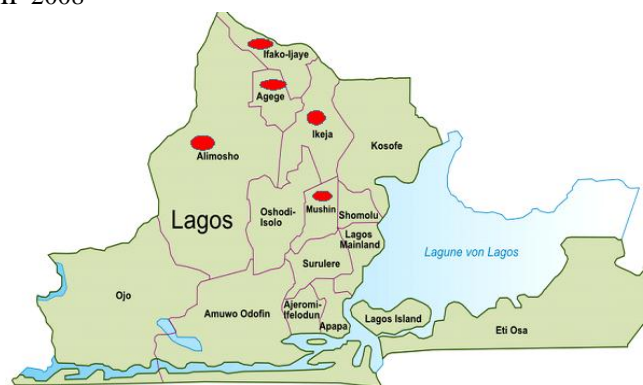 2008
Ifako-Ijaye
Agege
Ikeja
Kosofe
Alimosho
Mushin
Oshodi-
Isolo
Shomolu
Lagos
Lagos
Mainland
Lagune von Lagos
Surulere
Ojo
Amuwo Odofin
Ajeromi-
Ifelodun
Apapa
Lagos Island
Eti Osa